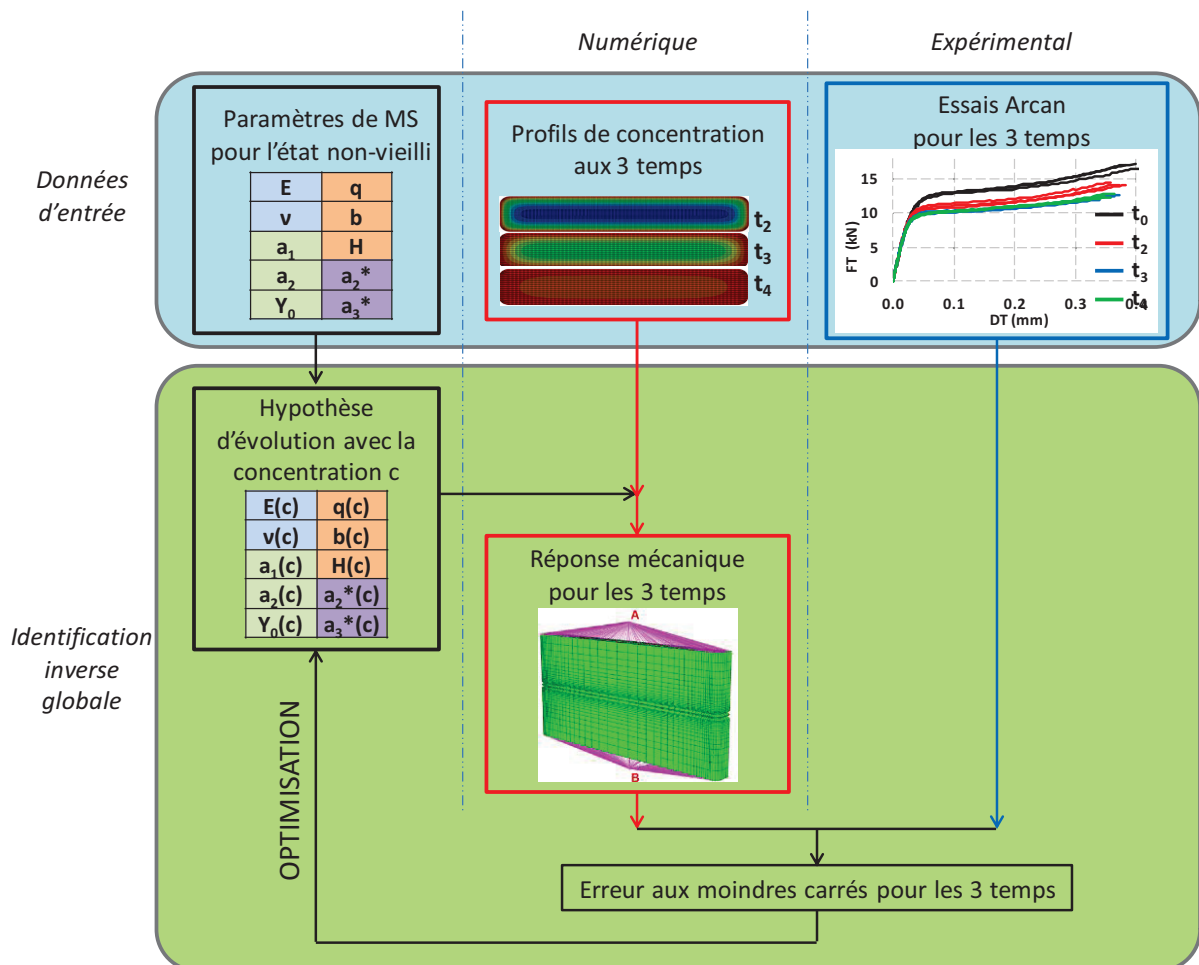 Numérique
Expérimental
Données
d'entrée
Paramètres de MS
pour l'état non-vieilli
E q
ν b
a₁ H
a₂ a₂*
Y₀ a₃*
Profils de concentration
aux 3 temps
t₂
t₃
t₄
Essais Arcan
pour les 3 temps
FT (kN)
15
10
5
0
0.0 0.1 0.2 0.3 0.4
DT (mm)
t₀
t₂
t₃
t
Identification
inverse
globale
Hypothèse
d'évolution avec la
concentration c
E(c) q(c)
ν(c) b(c)
a₁(c) H(c)
a₂(c) a₂*(c)
Y₀(c) a₃*(c)
Réponse mécanique
pour les 3 temps
A
B
OPTIMISATION
Erreur aux moindres carrés pour les 3 temps